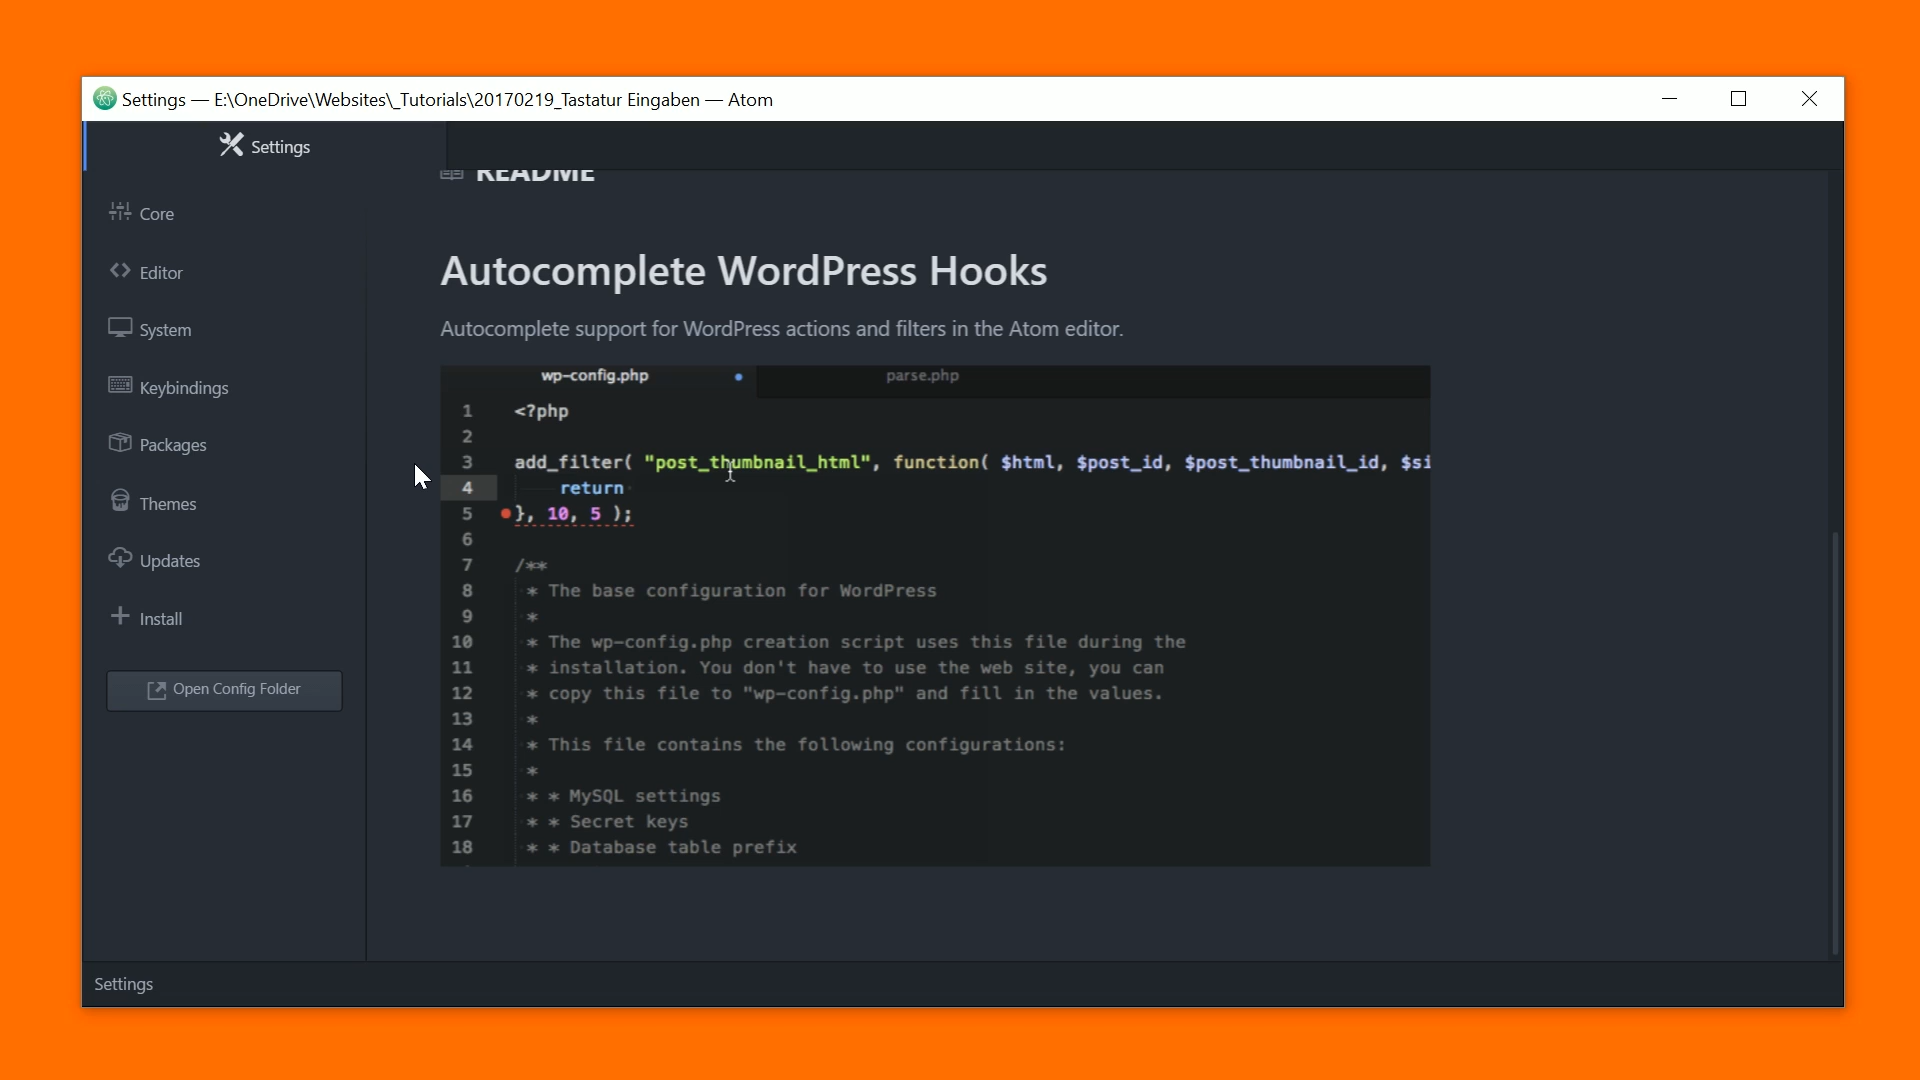 Settings — E:\OneDrive\Websites\_Tutorials\20170219_Tastatur Eingaben — Atom
Settings
README
Core
Editor
System
Keybindings
Packages
Themes
Updates
Install
Open Config Folder
Autocomplete WordPress Hooks
Autocomplete support for WordPress actions and filters in the Atom editor.
wp-config.php
parse.php
1 <?php
2
3 add_filter( "post_thumbnail_html", function( $html, $post_id, $post_thumbnail_id, $si
4 return
5 }, 10, 5 );
6
7 /**
8 * The base configuration for WordPress
9 *
10 * The wp-config.php creation script uses this file during the
11 * installation. You don't have to use the web site, you can
12 * copy this file to "wp-config.php" and fill in the values.
13 *
14 * This file contains the following configurations:
15 *
16 * * MySQL settings
17 * * Secret keys
18 * * Database table prefix
Settings